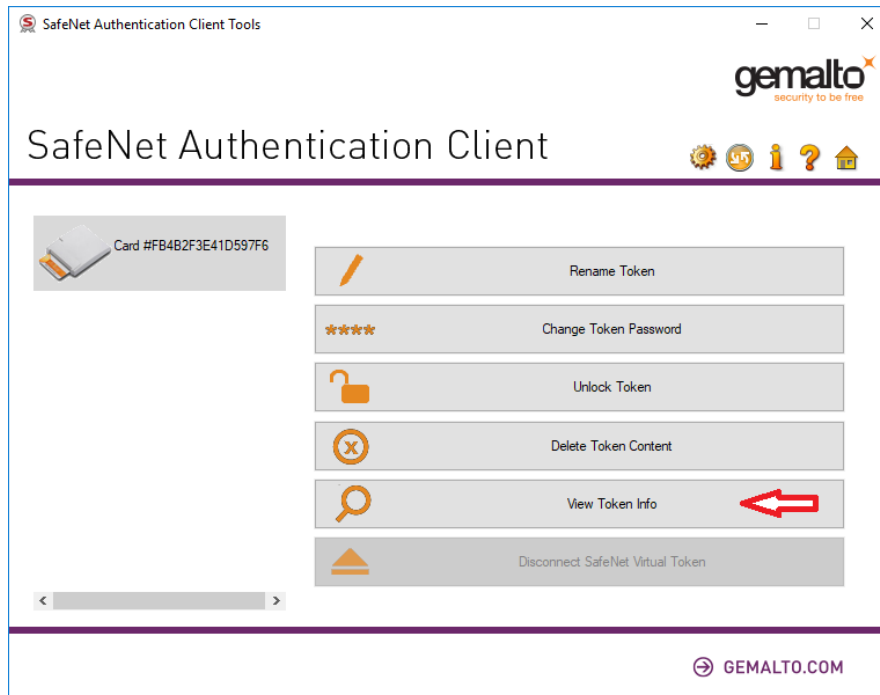 SafeNet Authentication Client Tools
gemalto
security to be free
SafeNet Authentication Client
Card #FB4B2F3E41D597F6
Rename Token
**** Change Token Password
Unlock Token
Delete Token Content
View Token Info
Disconnect SafeNet Virtual Token
GEMALTO.COM